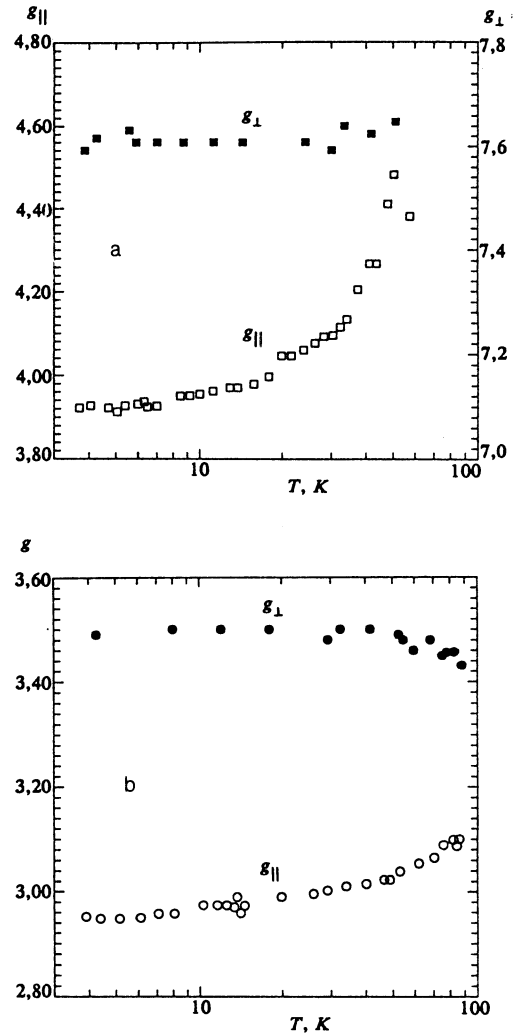 g∥ g⊥
4,80 7,8
g⊥
4,60 7,6
4,40
a 7,4
4,20
g∥
7,2
4,00
3,80 7,0
10 100
T, K
g
3,60
g⊥
3,40
3,20
b
g∥
3,00
2,80
10 100
T, K